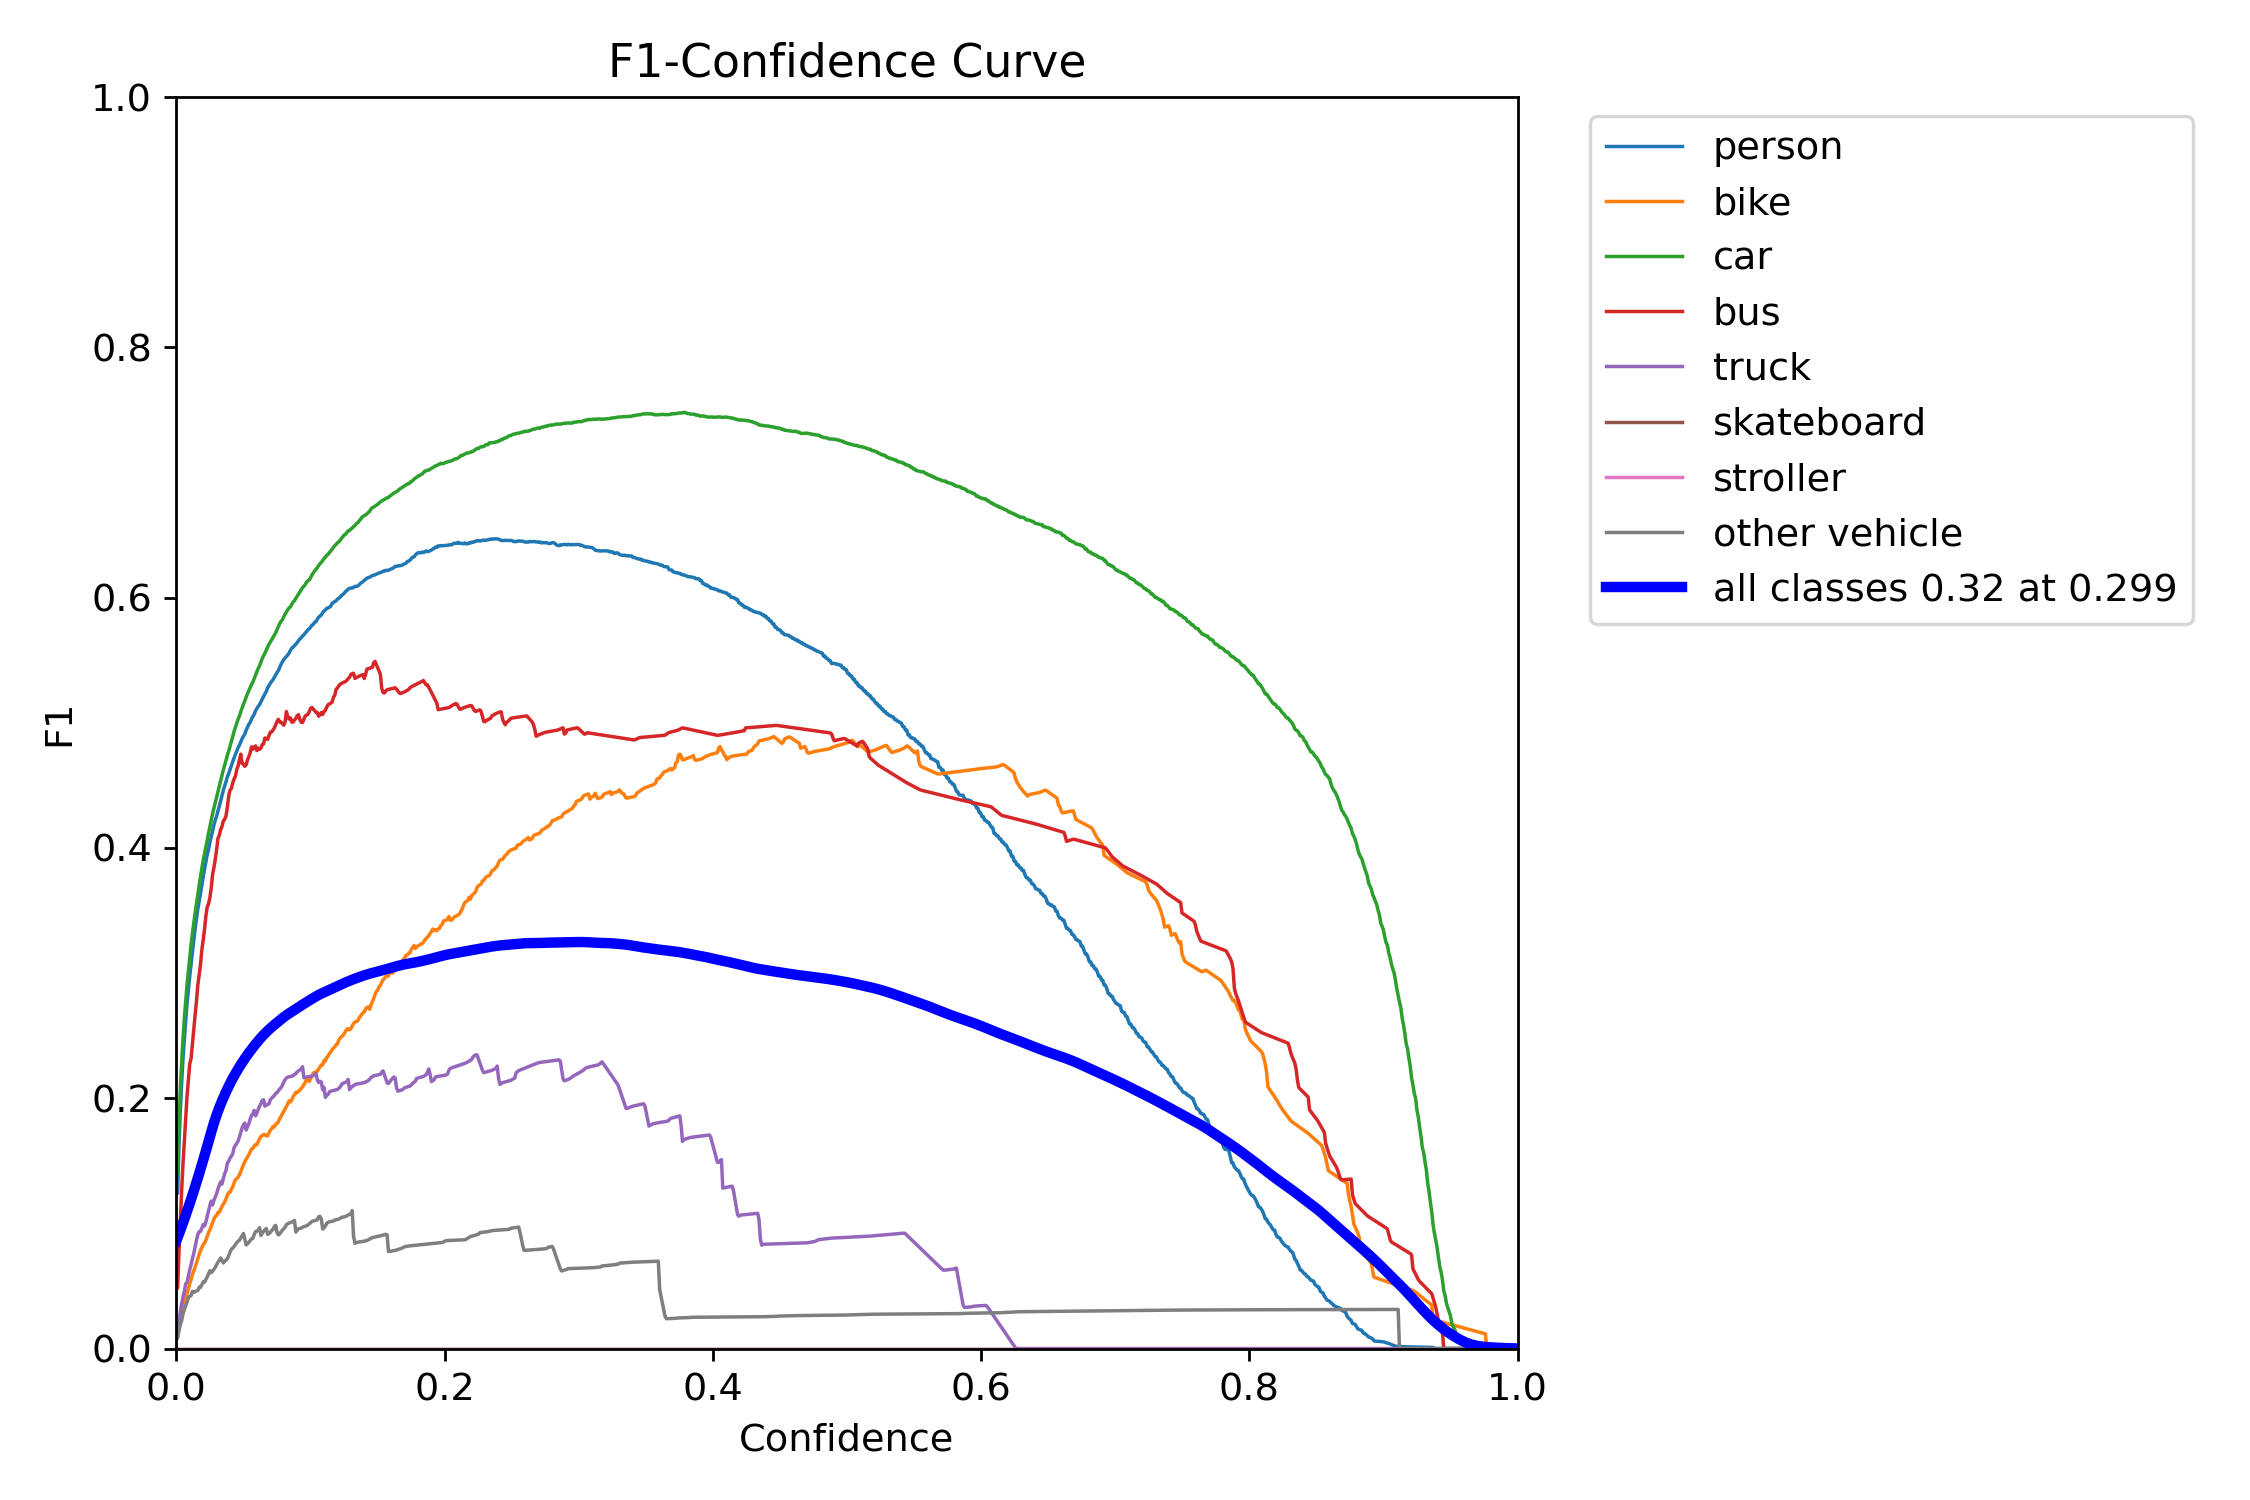 F1-Confidence Curve
1.0
0.8
0.6
0.4
0.2
0.0
F1
0.0 0.2 0.4 0.6 0.8 1.0
Confidence
person
bike
car
bus
truck
skateboard
stroller
other vehicle
all classes 0.32 at 0.299